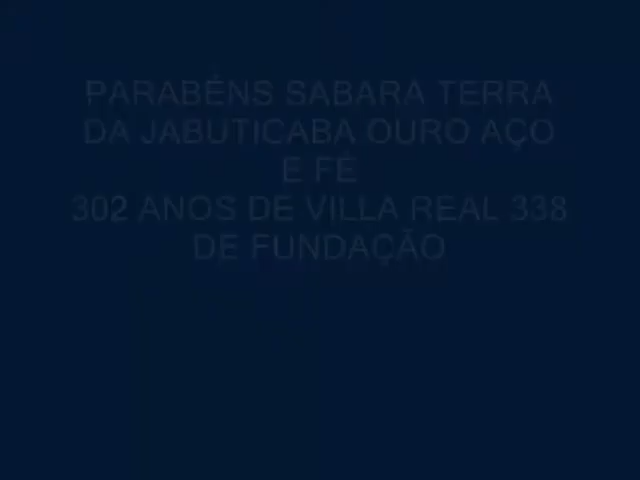 PARABÉNS SABARÁ TERRA
DA JABUTICABA OURO AÇO
E FÉ
302 ANOS DE VILLA REAL 338
DE FUNDAÇÃO